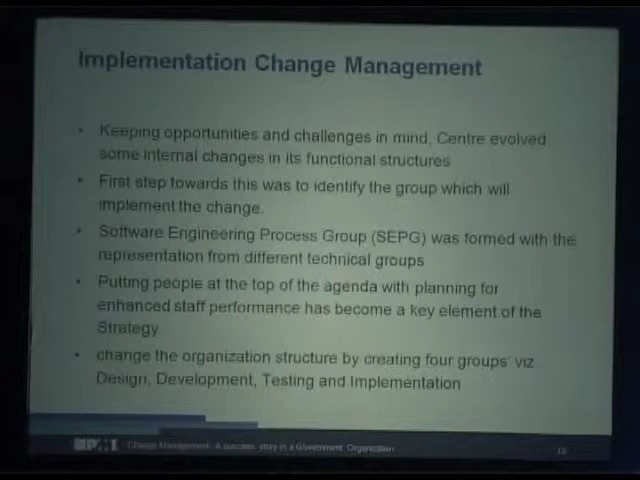 Implementation Change Management
• Keeping opportunities and challenges in mind, Centre evolved
some internal changes in its functional structures
• First step towards this was to identify the group which will
implement the change.
• Software Engineering Process Group (SEPG) was formed with the
representation from different technical groups
• Putting people at the top of the agenda with planning for
enhanced staff performance has become a key element of the
Strategy
• change the organization structure by creating four groups' viz
Design, Development, Testing and Implementation
PMI Change Management: A success story in a Government Organization